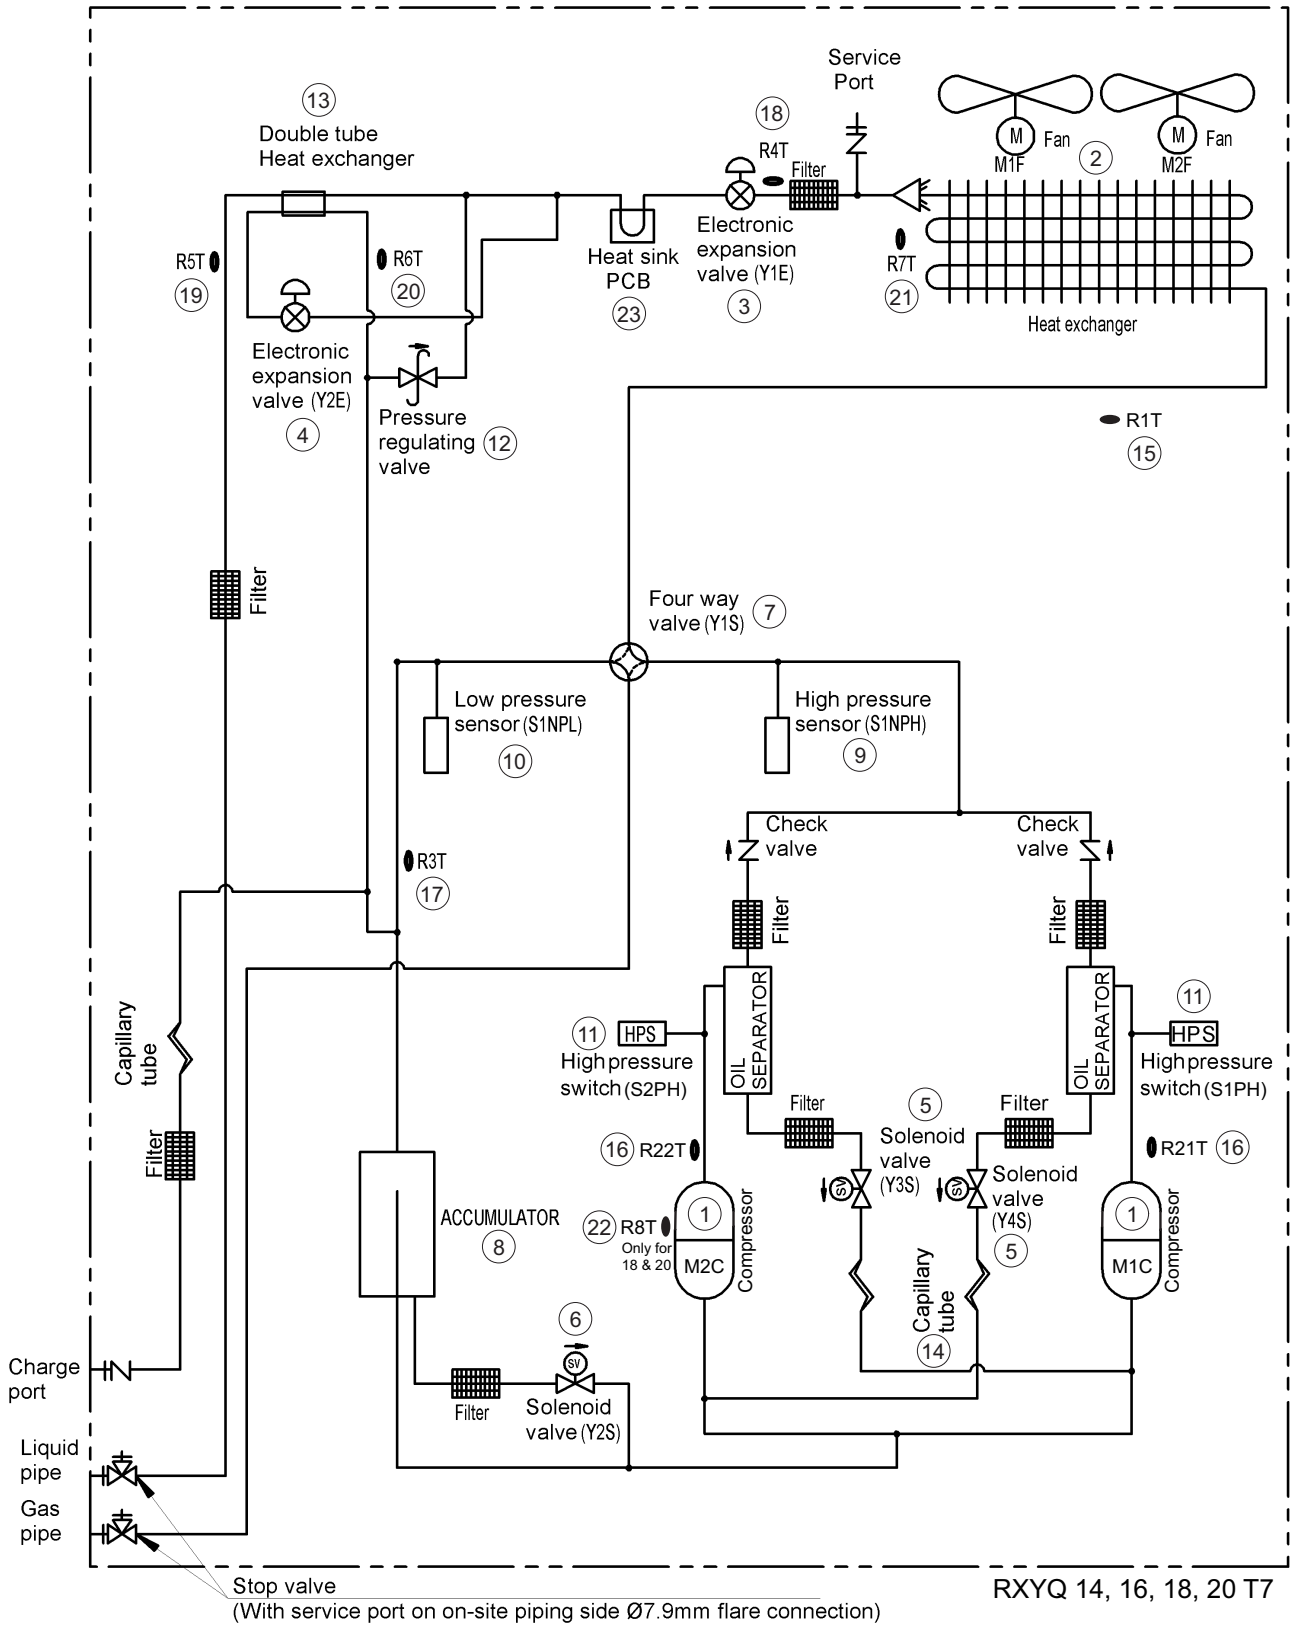 Service
Port
13
Double tube
Heat exchanger
18
R4T
Filter
M
Fan
M1F
2
M
Fan
M2F
R5T
19
R6T
20
Heat sink
PCB
23
Electronic
expansion
valve (Y1E)
3
R7T
21
Heat exchanger
Electronic
expansion
valve (Y2E)
4
Pressure
regulating
valve
12
R1T
15
Filter
Four way
valve (Y1S)
7
Low pressure
sensor (S1NPL)
10
High pressure
sensor (S1NPH)
9
Check
valve
Check
valve
R3T
17
Filter
Filter
OIL
SEPARATOR
OIL
SEPARATOR
11
HPS
High pressure
switch (S2PH)
11
HPS
High pressure
switch (S1PH)
Capillary
tube
Filter
Filter
5
Solenoid
valve
(Y3S)
Filter
16
R22T
SV
SV
Solenoid
valve
(Y4S)
5
R21T
16
ACCUMULATOR
8
22
R8T
Only for
18 & 20
1
M2C
Compressor
1
M1C
Compressor
Capillary
tube
14
6
SV
Filter
Solenoid
valve (Y2S)
Charge
port
Liquid
pipe
Gas
pipe
Stop valve
(With service port on on-site piping side Ø7.9mm flare connection)
RXYQ 14, 16, 18, 20 T7